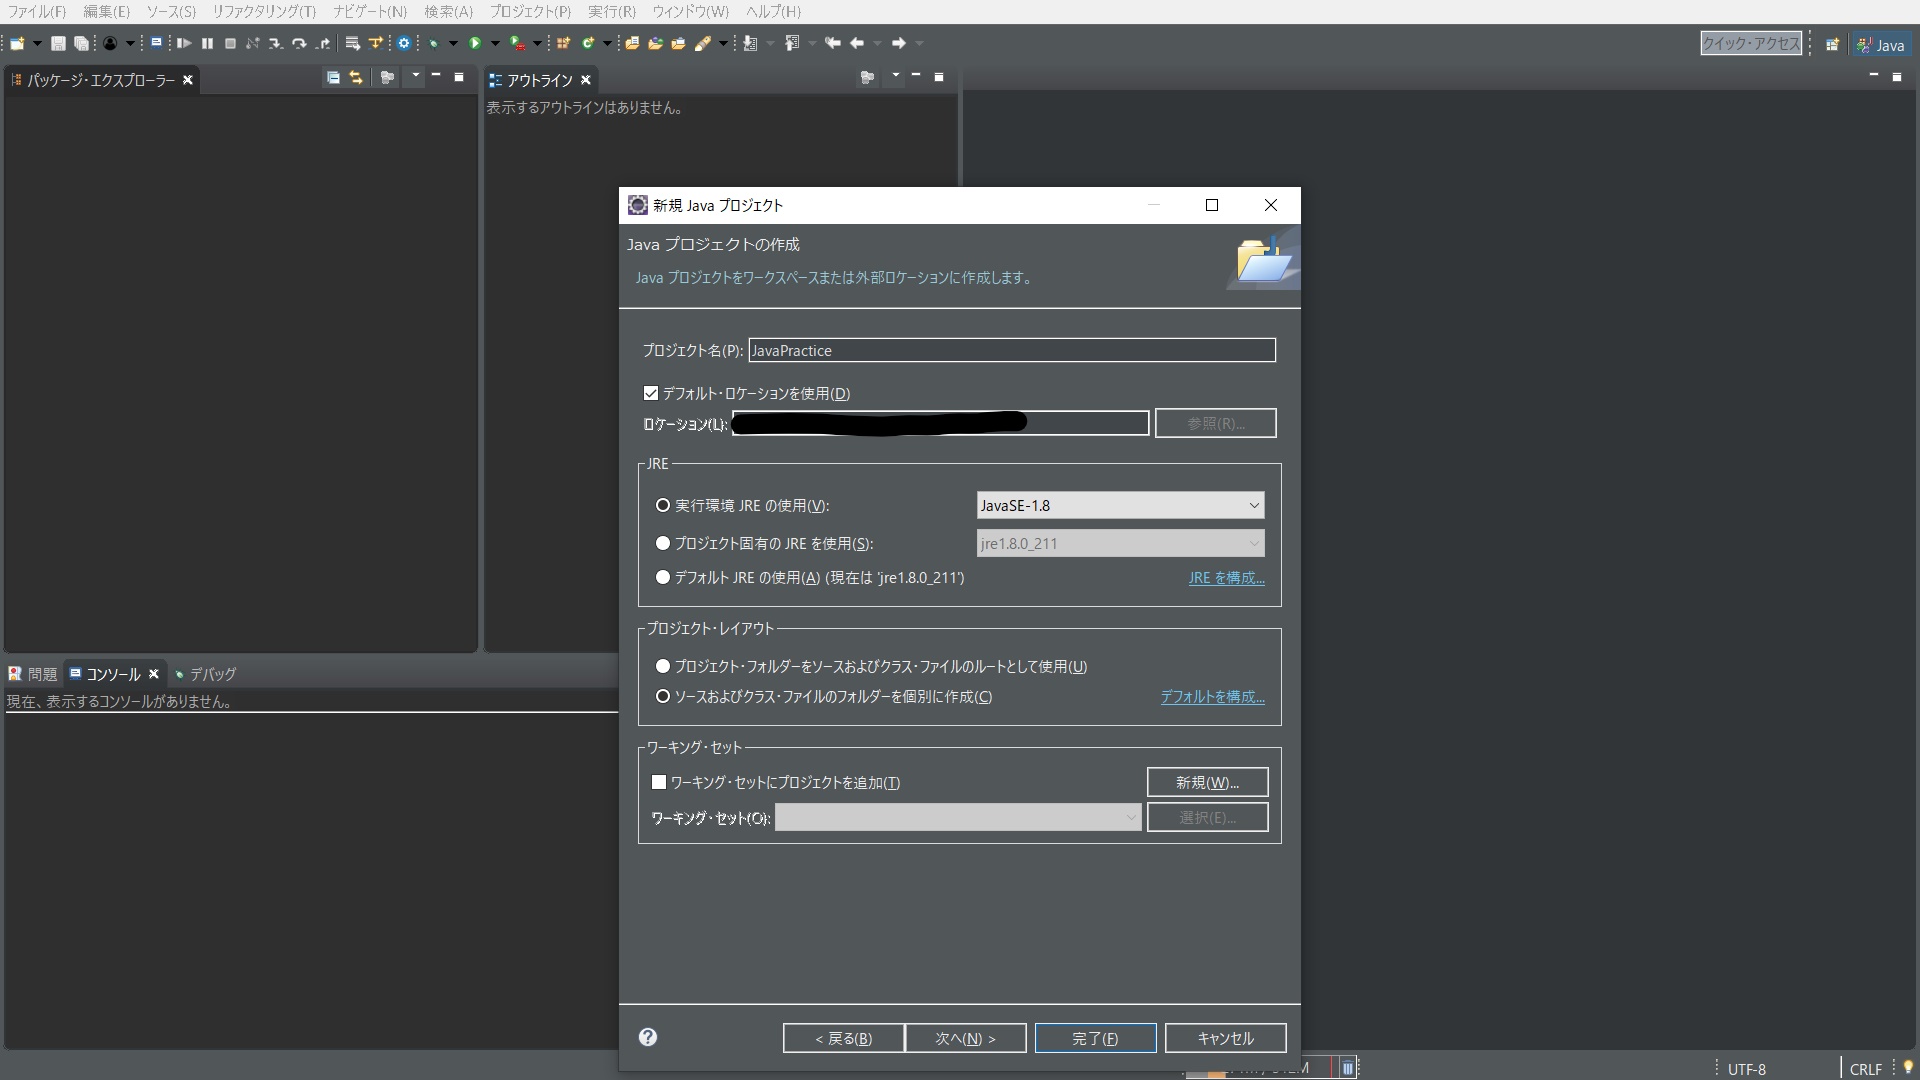 ファイル(F) 編集(E) ソース(S) リファクタリング(T) ナビゲート(N) 検索(A) プロジェクト(P) 実行(R) ウィンドウ(W) ヘルプ(H)
クイック・アクセス
Java
パッケージ・エクスプローラー
アウトライン
表示するアウトラインはありません。
新規 Java プロジェクト
Java プロジェクトの作成
Java プロジェクトをワークスペースまたは外部ロケーションに作成します。
プロジェクト名(P): JavaPractice
デフォルト・ロケーションを使用(D)
ロケーション(L): 参照(R)...
JRE
実行環境 JRE の使用(V): JavaSE-1.8
プロジェクト固有の JRE を使用(S): jre1.8.0_211
デフォルト JRE の使用(A) (現在は 'jre1.8.0_211') JRE を構成...
プロジェクト・レイアウト
プロジェクト・フォルダーをソースおよびクラス・ファイルのルートとして使用(U)
ソースおよびクラス・ファイルのフォルダーを個別に作成(C) デフォルトを構成...
ワーキング・セット
ワーキング・セットにプロジェクトを追加(T) 新規(W)...
ワーキング・セット(O): 選択(E)...
< 戻る(B) 次へ(N) > 完了(F) キャンセル
問題 コンソール デバッグ
現在、表示するコンソールがありません。
UTF-8 CRLF